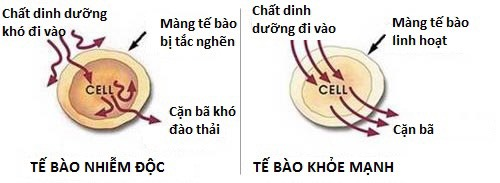 Chất dinh dưỡng
khó đi vào
Màng tế bào
bị tắc nghẽn
CELL
Cặn bã khó
đào thải
TẾ BÀO NHIỄM ĐỘC
Chất dinh
dưỡng đi vào
Màng tế bào
linh hoạt
CELL
Cặn bã
TẾ BÀO KHỎE MẠNH